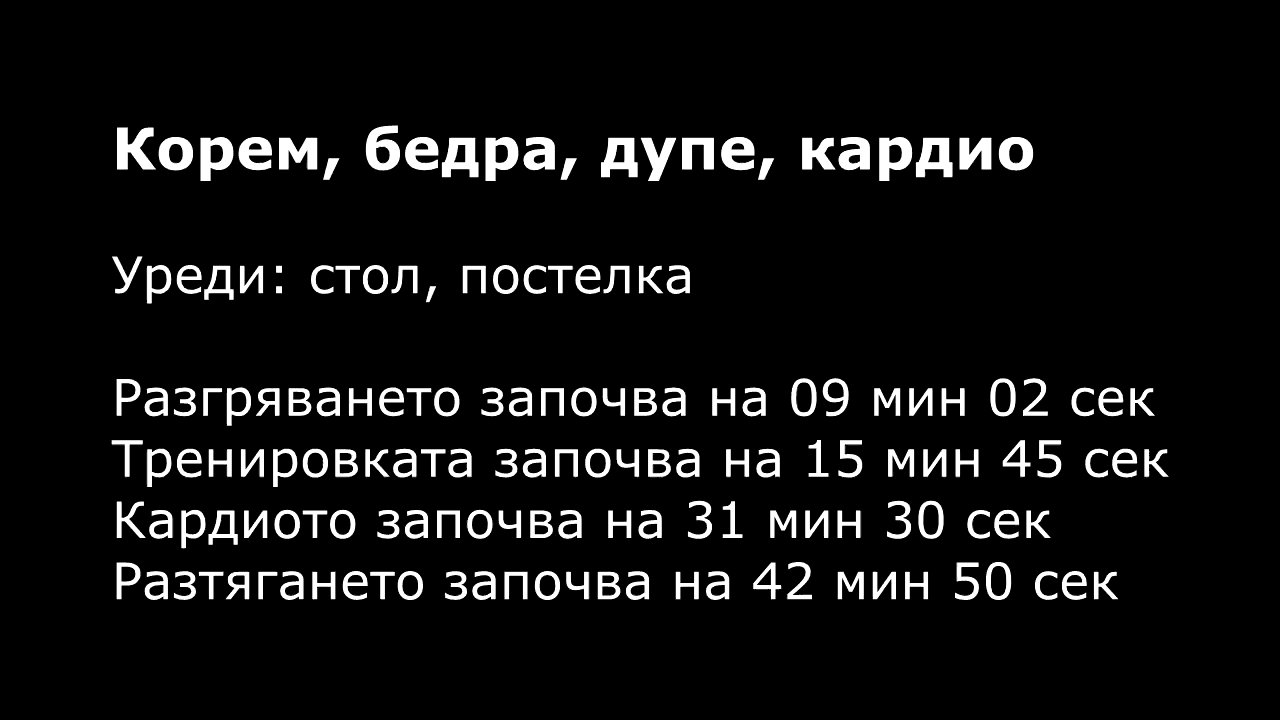 Корем, бедра, дупе, кардио
Уреди: стол, постелка
Разгряването започва на 09 мин 02 сек
Тренировката започва на 15 мин 45 сек
Кардиото започва на 31 мин 30 сек
Разтягането започва на 42 мин 50 сек